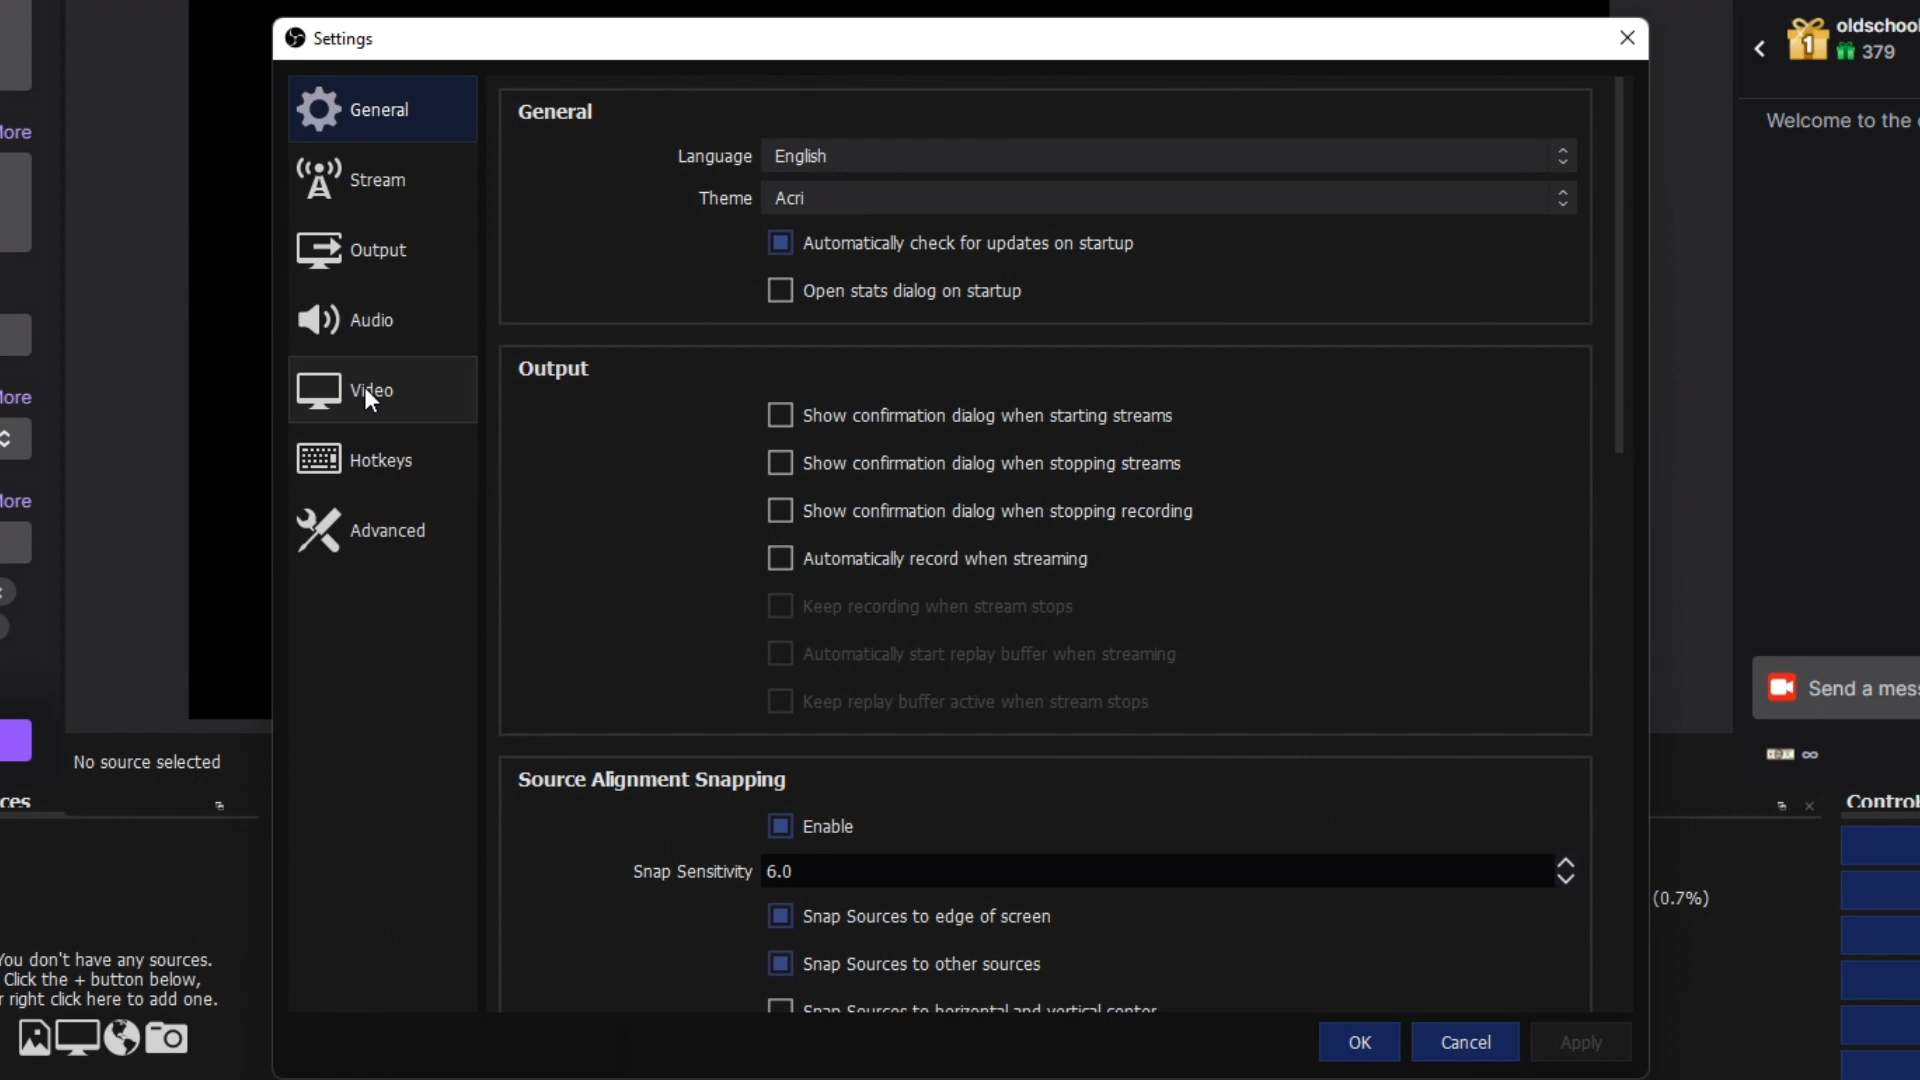 Settings
General
Stream
Output
Audio
Video
Hotkeys
Advanced
General
Language English
Theme Acri
Automatically check for updates on startup
Open stats dialog on startup
Output
Show confirmation dialog when starting streams
Show confirmation dialog when stopping streams
Show confirmation dialog when stopping recording
Automatically record when streaming
Keep recording when stream stops
Automatically start replay buffer when streaming
Keep replay buffer active when stream stops
Source Alignment Snapping
Enable
Snap Sensitivity 6.0
Snap Sources to edge of screen
Snap Sources to other sources
Snap Sources to horizontal and vertical center
OK Cancel Apply
No source selected
You don't have any sources.
Click the + button below,
right click here to add one.
1
oldschool
379
Welcome to the
Send a mess
∞
(0.7%)